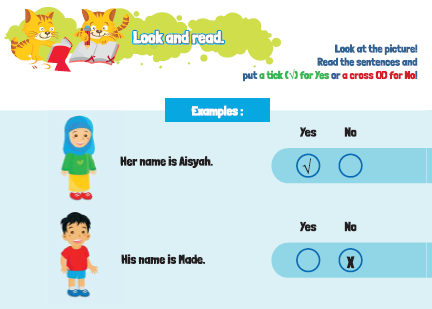 Look and read.
Look at the picture!
Read the sentences and
put a tick (√) for Yes or a cross (X) for No!
Examples :
Yes No
Her name is Aisyah.
√
Yes No
His name is Made.
X